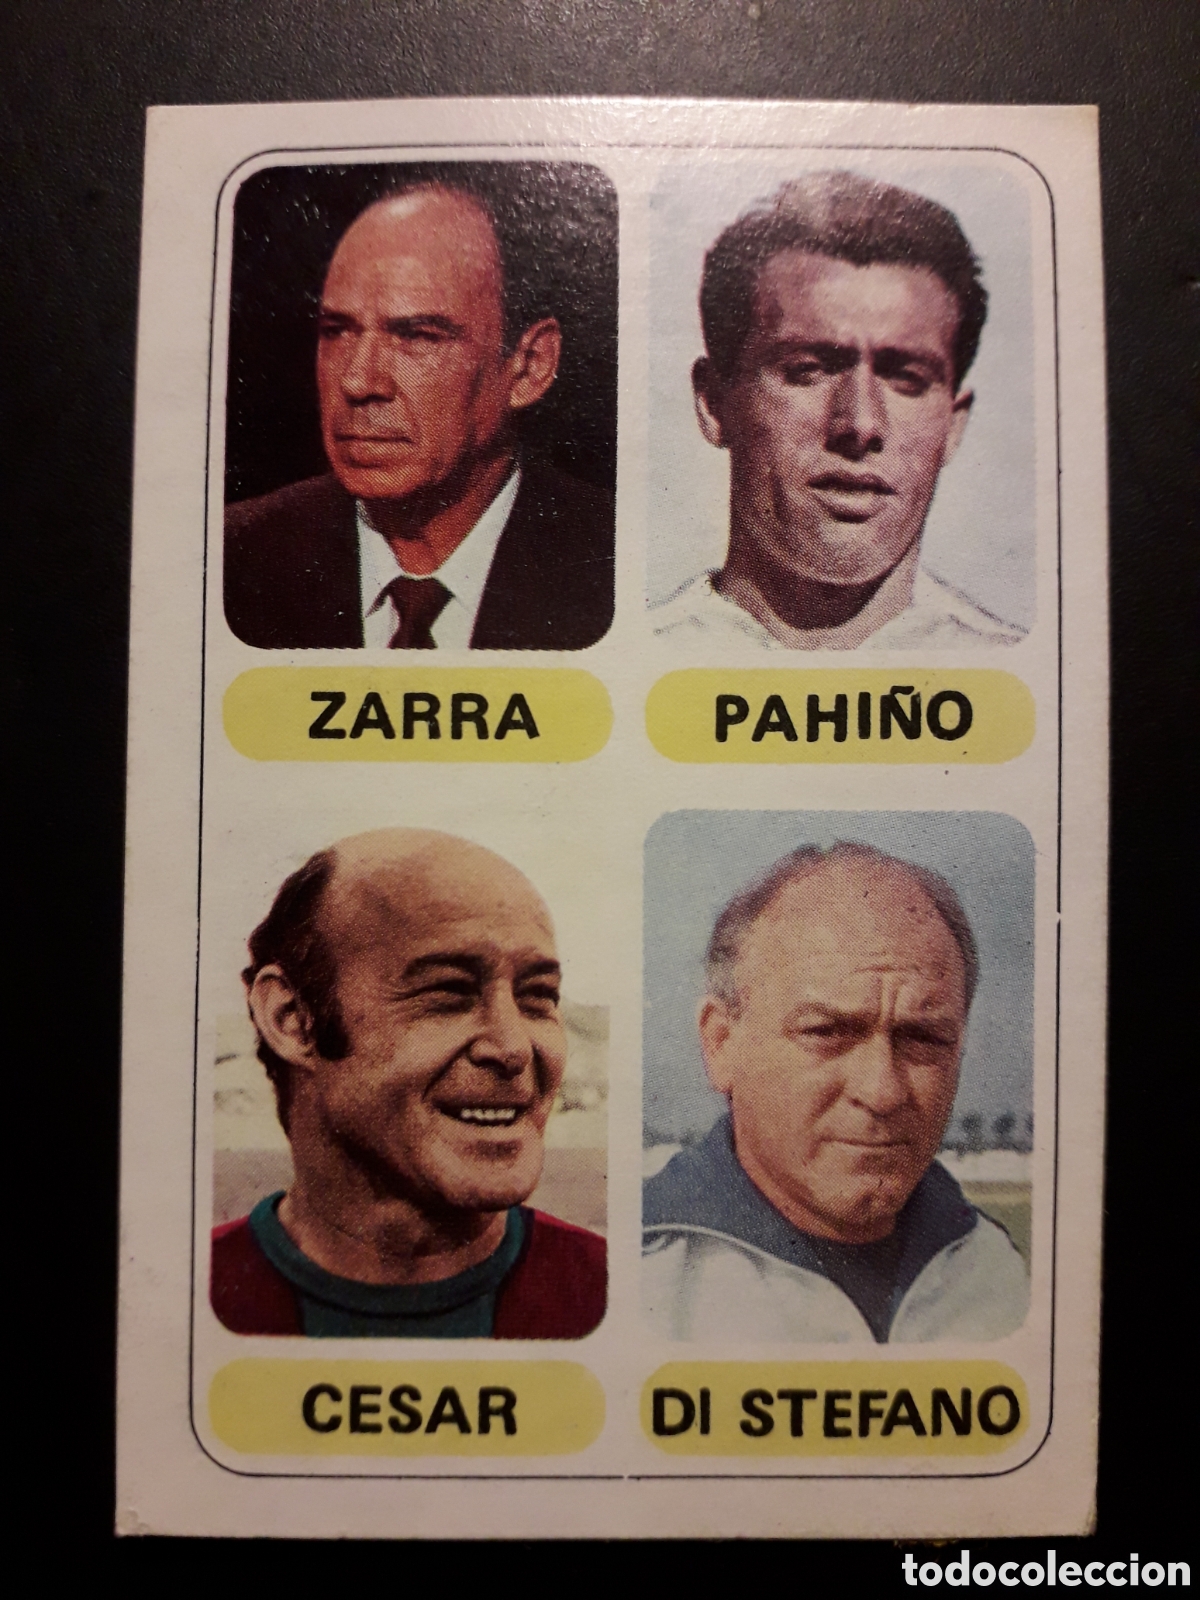 ZARRA
PAHIÑO
CESAR
DI STEFANO
todocoleccion